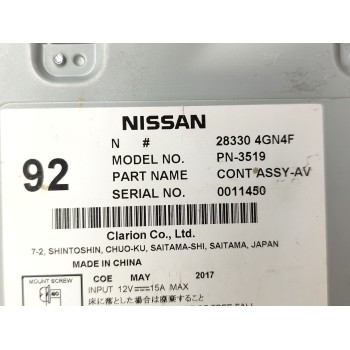 NISSAN
N # 28330 4GN4F
MODEL NO. PN-3519
92
PART NAME CONT ASSY-AV
SERIAL NO. 0011450
Clarion Co., Ltd.
7-2, SHINTOSHIN, CHUO-KU, SAITAMA-SHI, SAITAMA, JAPAN
MADE IN CHINA
MOUNT SCREW
COE MAY 2017
INPUT 12V⎓15A MAX
床に落とした場合は廃棄すること